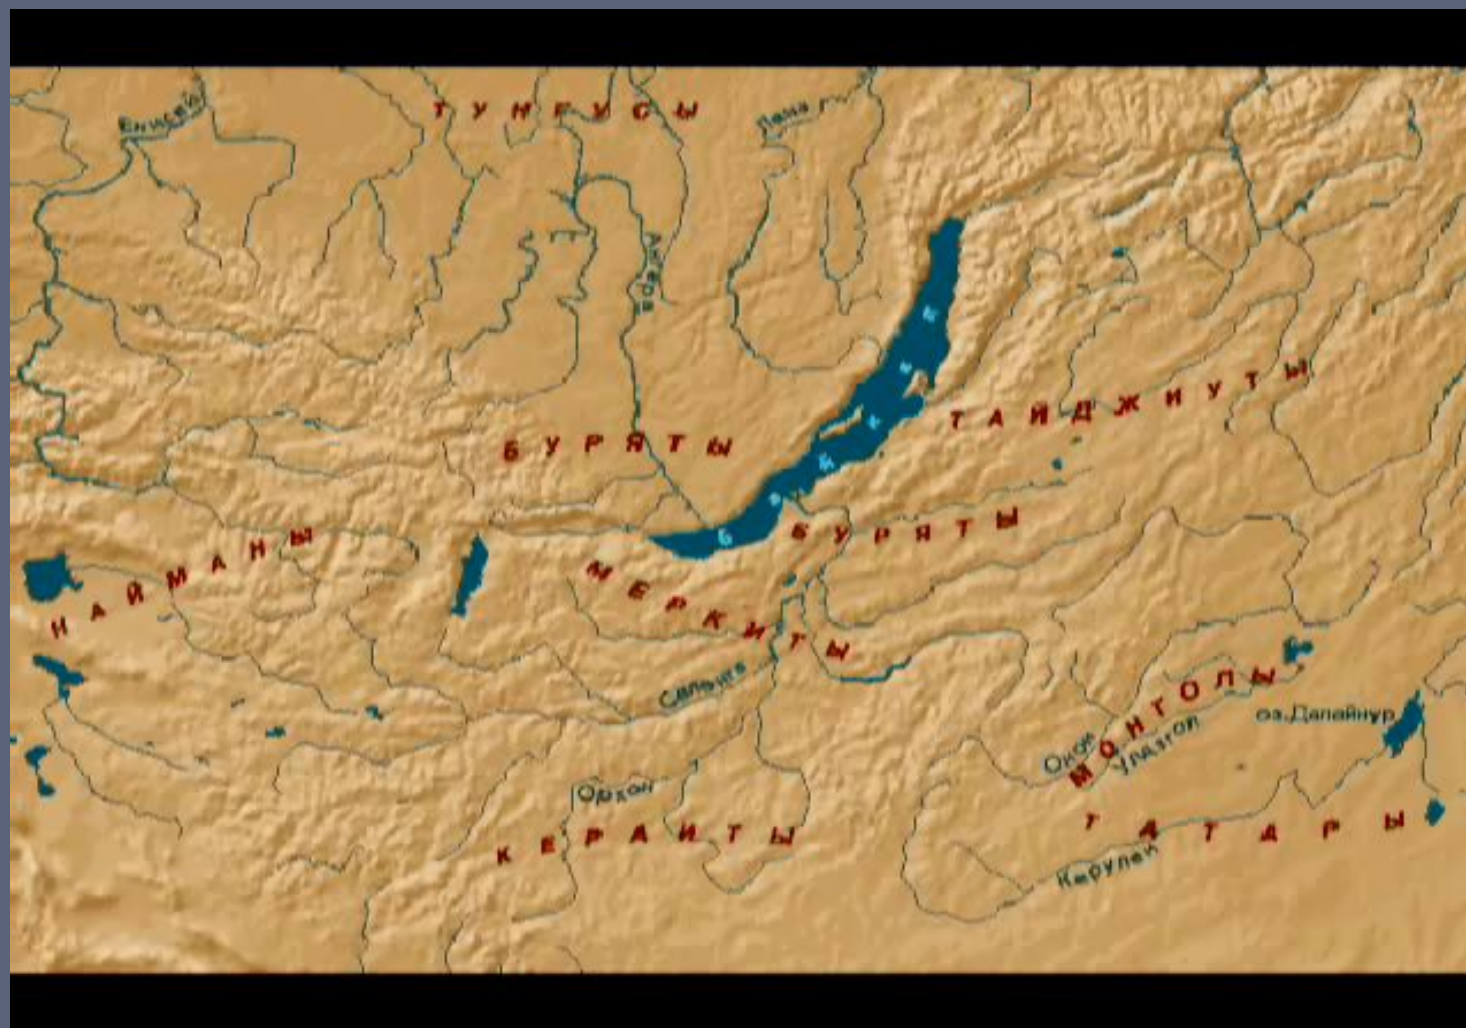 ТУНГУСЫ
Енисей
Лена р.
Ангара
БАЙКАЛ
ТАЙДЖИУТЫ
БУРЯТЫ
БУРЯТЫ
НАЙМАНЫ
МЕРКИТЫ
Селенга
МОНГОЛЫ
оз.Далайнур
Онон
Улдзгол
Орхон
КЕРАИТЫ
ТАТАРЫ
Керулен